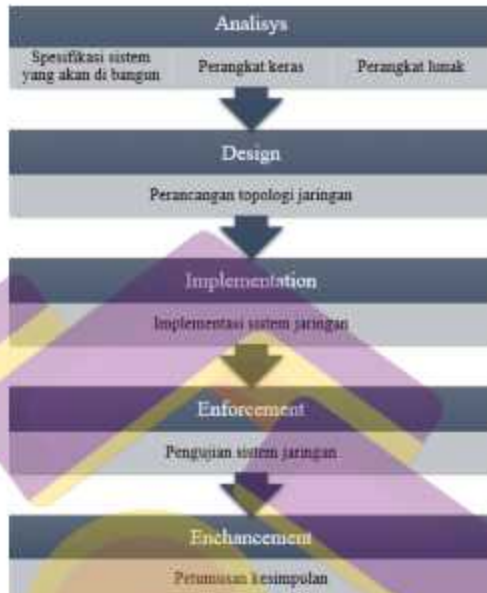 Analisys
Spesifikasi sistem
yang akan di bangun
Perangkat keras
Perangkat lunak
Design
Perancangan topologi jaringan
Implementation
Implementasi sistem jaringan
Enforcement
Pengujian sistem jaringan
Enchancement
Petumusan kesimpulan